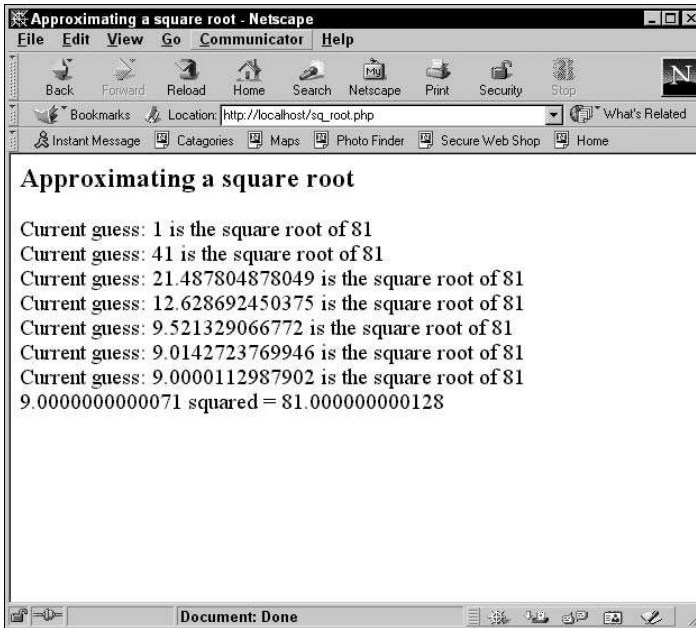 Approximating a square root - Netscape
File Edit View Go Communicator Help
Back Forward Reload Home Search Netscape Print Security Stop
My
N
Bookmarks Location: http://localhost/sq_root.php What's Related
Instant Message Catagories Maps Photo Finder Secure Web Shop Home
Approximating a square root
Current guess: 1 is the square root of 81
Current guess: 41 is the square root of 81
Current guess: 21.487804878049 is the square root of 81
Current guess: 12.628692450375 is the square root of 81
Current guess: 9.521329066772 is the square root of 81
Current guess: 9.0142723769946 is the square root of 81
Current guess: 9.0000112987902 is the square root of 81
9.0000000000071 squared = 81.000000000128
Document: Done